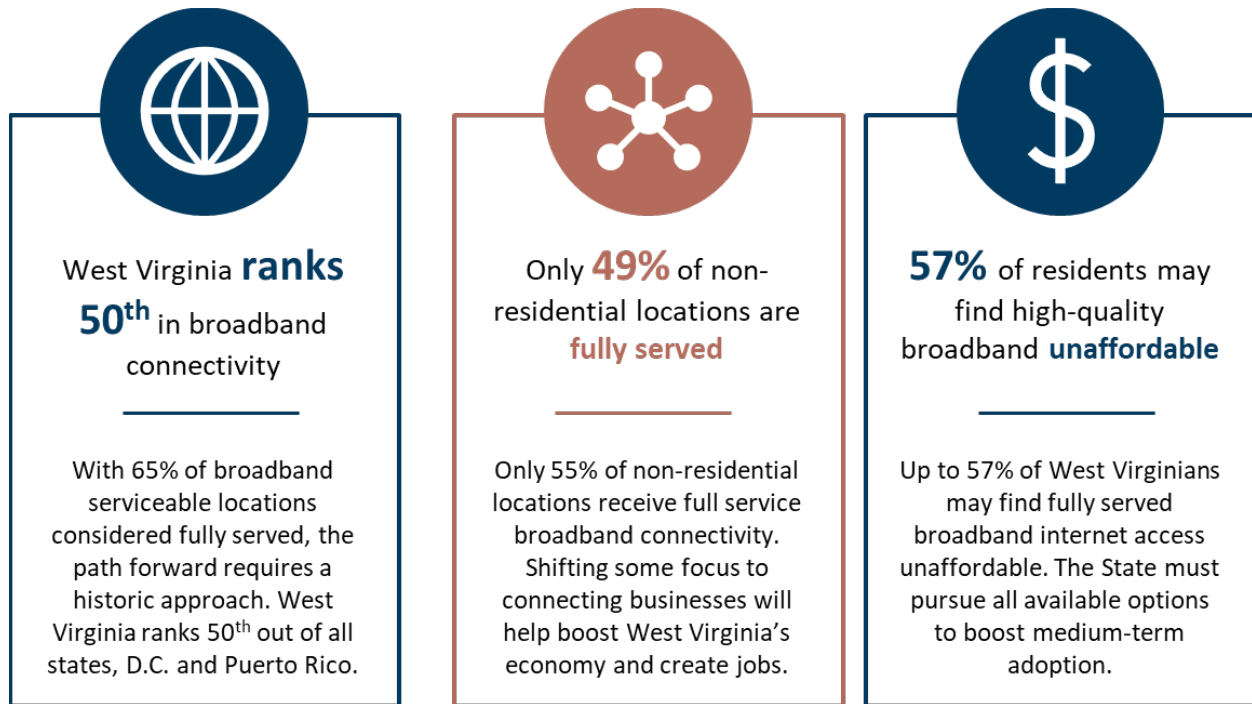 West Virginia ranks
50th in broadband
connectivity
With 65% of broadband
serviceable locations
considered fully served, the
path forward requires a
historic approach. West
Virginia ranks 50th out of all
states, D.C. and Puerto Rico.
Only 49% of non-
residential locations are
fully served
Only 55% of non-residential
locations receive full service
broadband connectivity.
Shifting some focus to
connecting businesses will
help boost West Virginia’s
economy and create jobs.
57% of residents may
find high-quality
broadband unaffordable
Up to 57% of West Virginians
may find fully served
broadband internet access
unaffordable. The State must
pursue all available options
to boost medium-term
adoption.